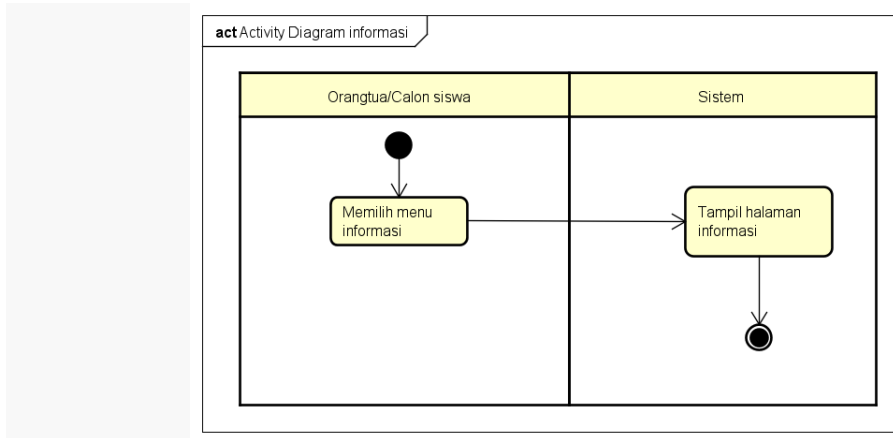 act Activity Diagram informasi
Orangtua/Calon siswa
Sistem
Memilih menu
informasi
Tampil halaman
informasi